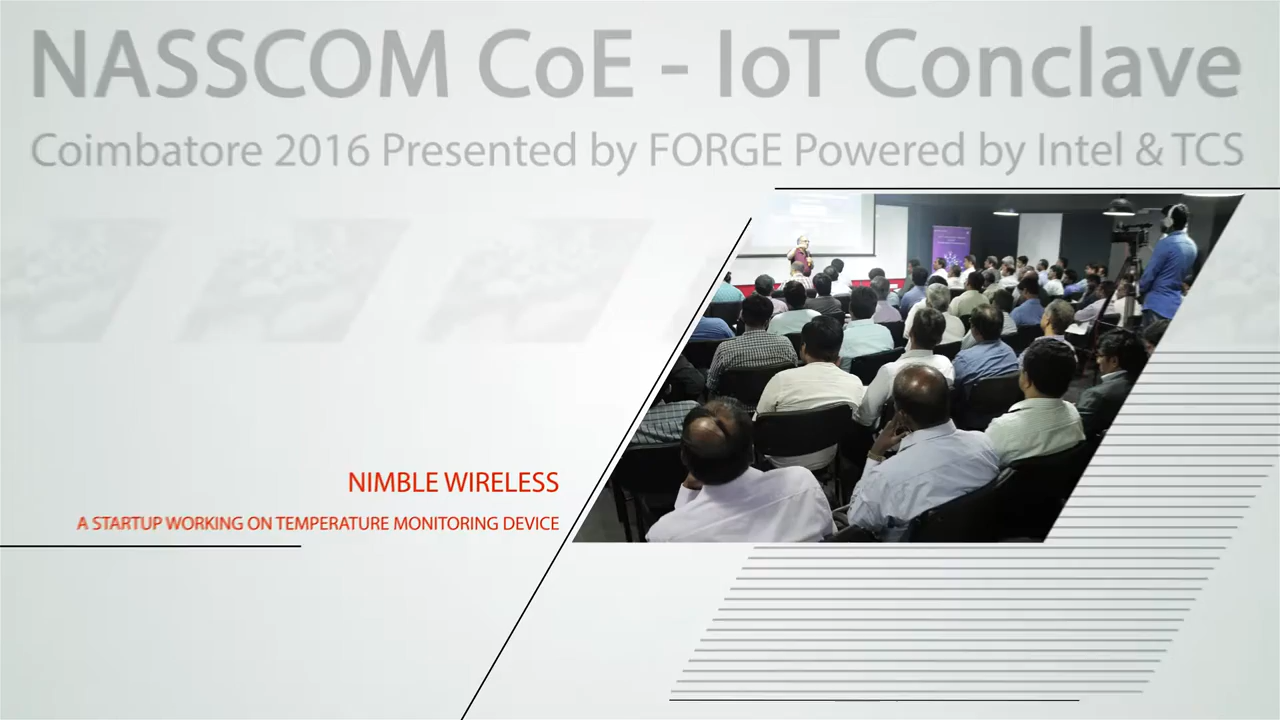 NASSCOM CoE - IoT Conclave
Coimbatore 2016 Presented by FORGE Powered by Intel & TCS
NIMBLE WIRELESS
A STARTUP WORKING ON TEMPERATURE MONITORING DEVICE